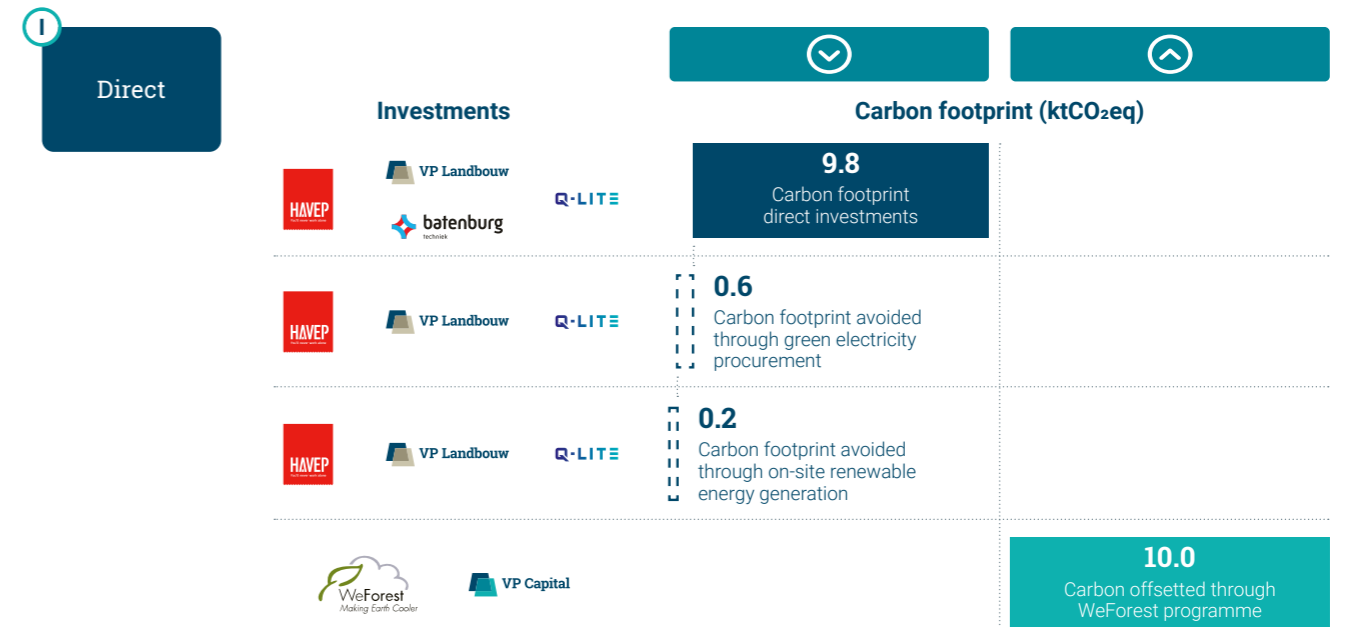 I
Direct
Investments
Carbon footprint (ktCO₂eq)
HAVEP
VP Landbouw
batenburg
techniek
Q-LITE
9.8
Carbon footprint
direct investments
HAVEP
VP Landbouw
Q-LITE
0.6
Carbon footprint avoided
through green electricity
procurement
HAVEP
VP Landbouw
Q-LITE
0.2
Carbon footprint avoided
through on-site renewable
energy generation
WeForest
Making Earth Cooler
VP Capital
10.0
Carbon offsetted through
WeForest programme